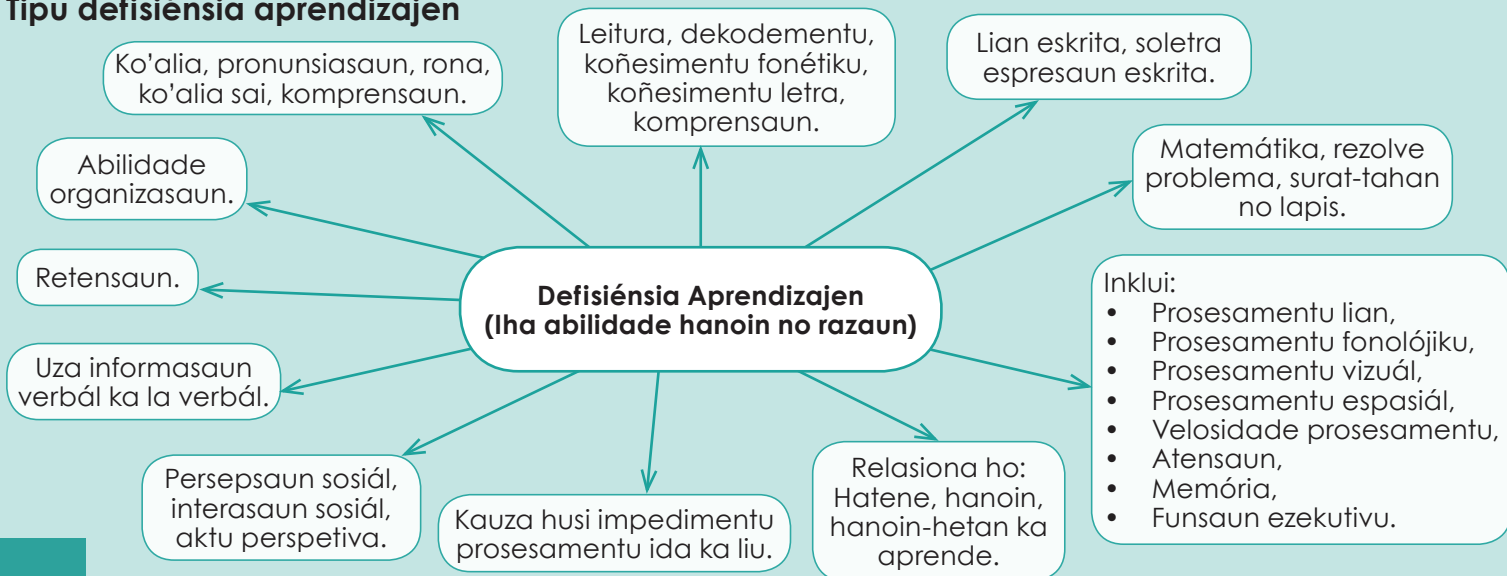 Tipu defisiénsia aprendizajen
Ko'alia, pronunsiasaun, rona,
ko'alia sai, komprensaun.
Leitura, dekodementu,
koñesimentu fonétiku,
koñesimentu letra,
komprensaun.
Lian eskrita, soletra
espresaun eskrita.
Abilidade
organizasaun.
Matemátika, rezolve
problema, surat-tahan
no lapis.
Retensaun.
Defisiénsia Aprendizajen
(Iha abilidade hanoin no razaun)
Inklui:
• Prosesamentu lian,
• Prosesamentu fonolójiku,
• Prosesamentu vizuál,
• Prosesamentu espasiál,
• Velosidade prosesamentu,
• Atensaun,
• Memória,
• Funsaun ezekutivu.
Uza informasaun
verbál ka la verbál.
Persepsaun sosiál,
interasaun sosiál,
aktu perspetiva.
Kauza husi impedimentu
prosesamentu ida ka liu.
Relasiona ho:
Hatene, hanoin,
hanoin-hetan ka
aprende.